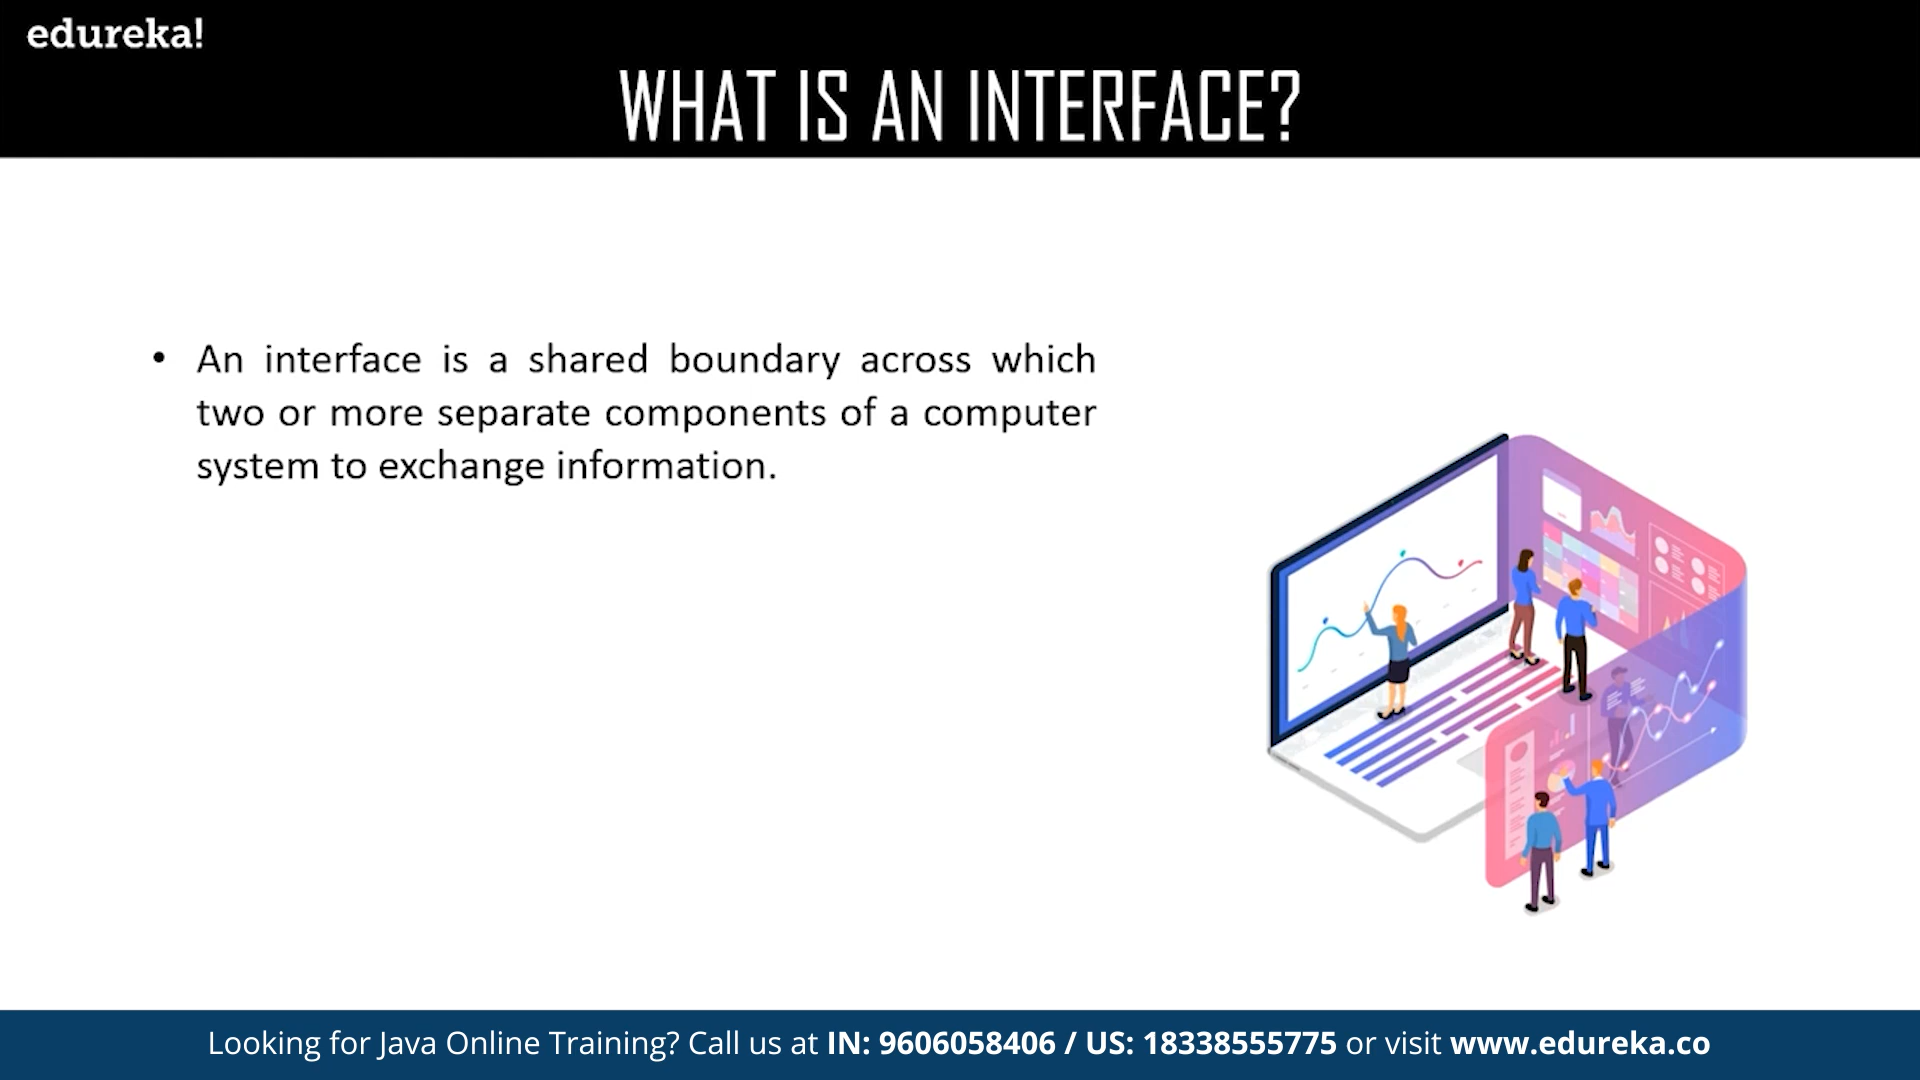 edureka!
WHAT IS AN INTERFACE?
• An interface is a shared boundary across which
two or more separate components of a computer
system to exchange information.
Looking for Java Online Training? Call us at IN: 9606058406 / US: 18338555775 or visit www.edureka.co